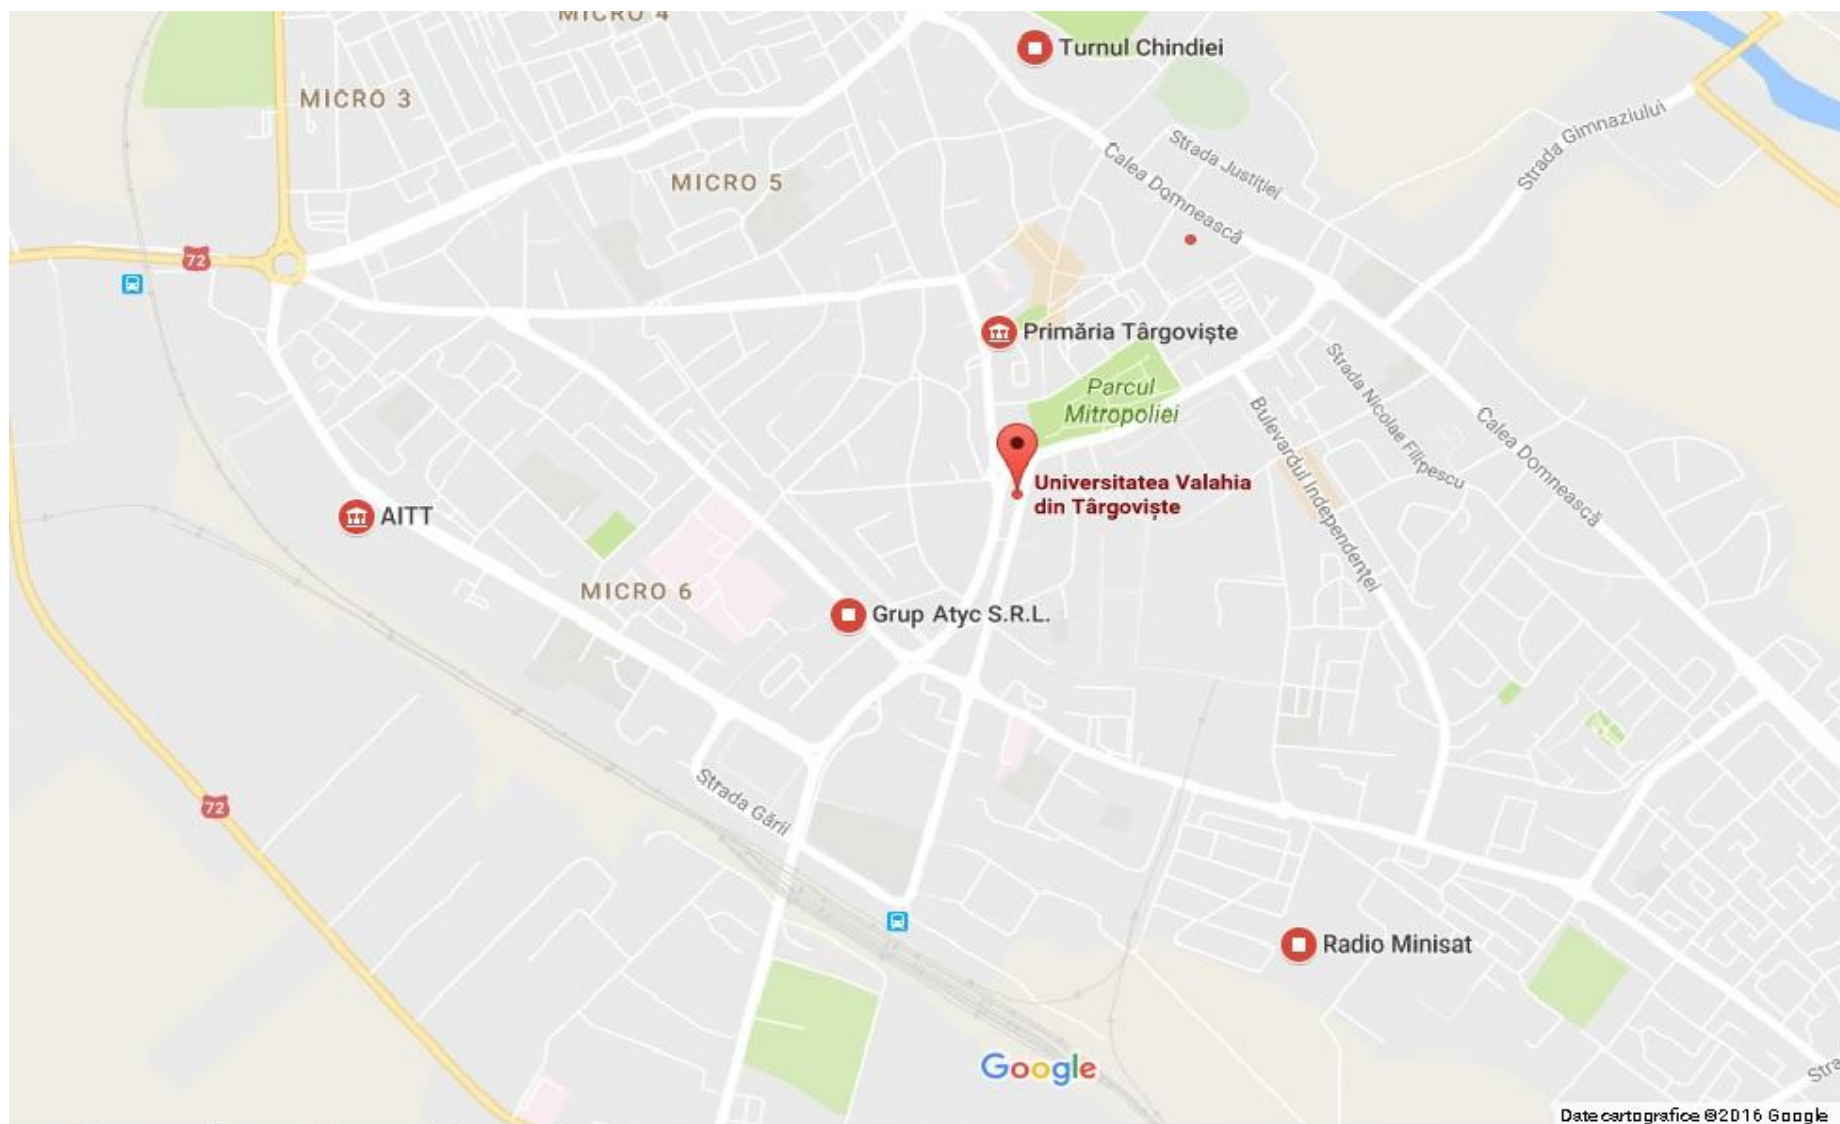 MICRO 4
Turnul Chindiei
MICRO 3
Strada Gimnaziului
Strada Justiției
Calea Domnească
MICRO 5
72
Primăria Târgoviște
Strada Nicolae Filipescu
Parcul
Mitropoliei
Bulevardul Independenței
Calea Domnească
Universitatea Valahia
din Târgoviște
AITT
MICRO 6
Grup Atyc S.R.L.
Strada Gării
72
Radio Minisat
Google
Stra
Date cartografice ©2016 Google